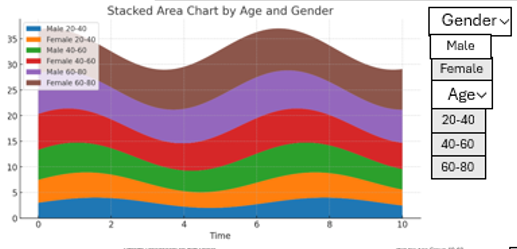 Stacked Area Chart by Age and Gender
Male 20-40
Female 20-40
Male 40-60
Female 40-60
Male 60-80
Female 60-80
35
30
25
20
15
10
5
0
0 2 4 6 8 10
Time
Gender
Male
Female
Age
20-40
40-60
60-80